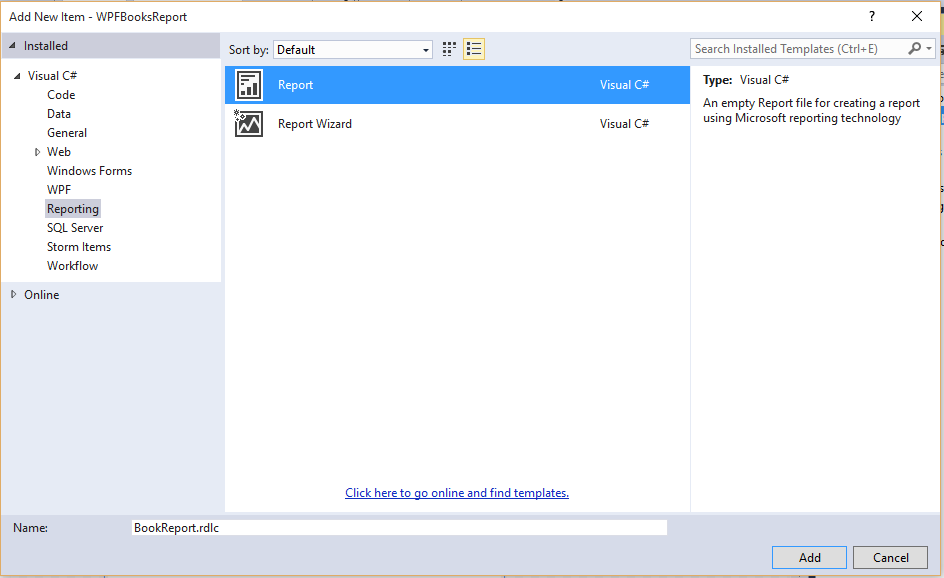 Add New Item - WPFBooksReport
?
Installed
Sort by: Default
Search Installed Templates (Ctrl+E)
Visual C#
Code
Data
General
Web
Windows Forms
WPF
Reporting
SQL Server
Storm Items
Workflow
Online
Report Visual C#
Report Wizard Visual C#
Click here to go online and find templates.
Type: Visual C#
An empty Report file for creating a report
using Microsoft reporting technology
Name: BookReport.rdlc
Add Cancel